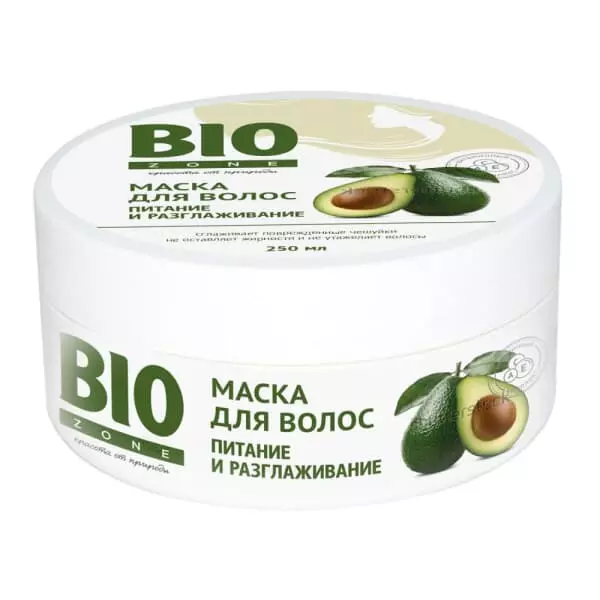 BIO
ZONE
красота от природы
МАСКА
ДЛЯ ВОЛОС
ПИТАНИЕ
И РАЗГЛАЖИВАНИЕ
сглаживает поврежденные чешуйки
не оставляет жирности и не утяжеляет волосы
250 мл
C
A E
BIO
ZONE
красота от природы
МАСКА
ДЛЯ ВОЛОС
ПИТАНИЕ
И РАЗГЛАЖИВАНИЕ
C
A E